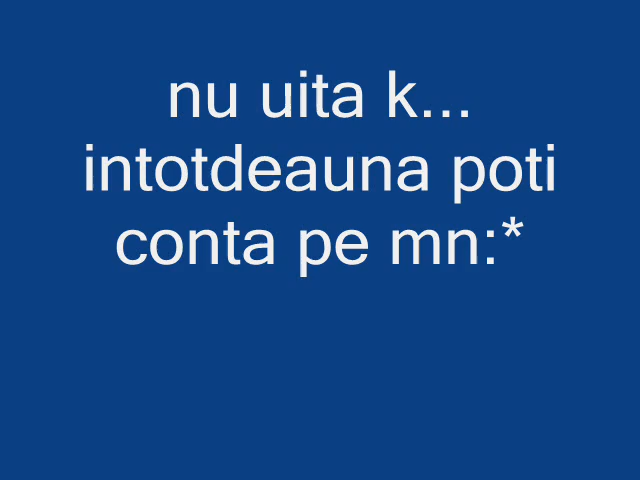 nu uita k...
intotdeauna poti
conta pe mn:*